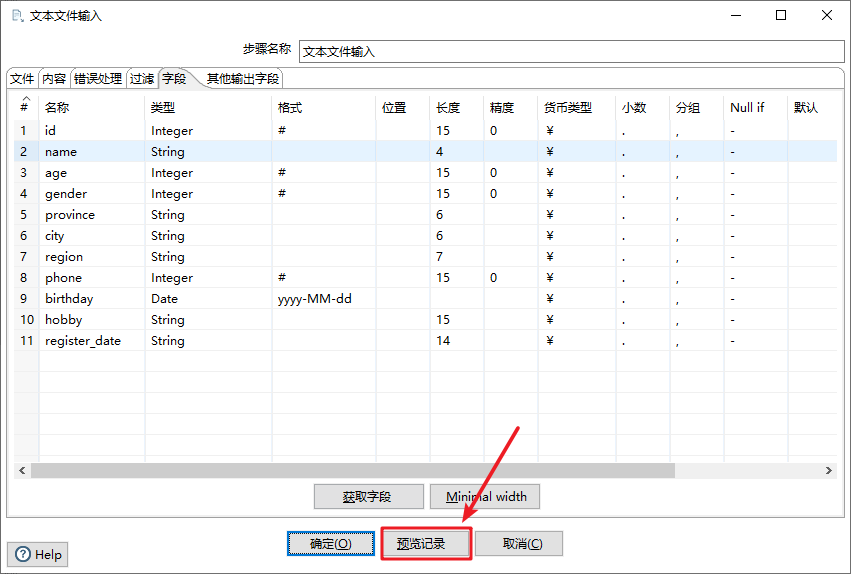 文本文件输入
步骤名称 文本文件输入
文件 内容 错误处理 过滤 字段 其他输出字段
# 名称 类型 格式 位置 长度 精度 货币类型 小数 分组 Null if 默认
1 id Integer # 15 0 ¥ . , -
2 name String 4 ¥ . , -
3 age Integer # 15 0 ¥ . , -
4 gender Integer # 15 0 ¥ . , -
5 province String 6 ¥ . , -
6 city String 6 ¥ . , -
7 region String 7 ¥ . , -
8 phone Integer # 15 0 ¥ . , -
9 birthday Date yyyy-MM-dd ¥ . , -
10 hobby String 15 ¥ . , -
11 register_date String 14 ¥ . , -
获取字段 Minimal width
确定(O) 预览记录 取消(C)
Help